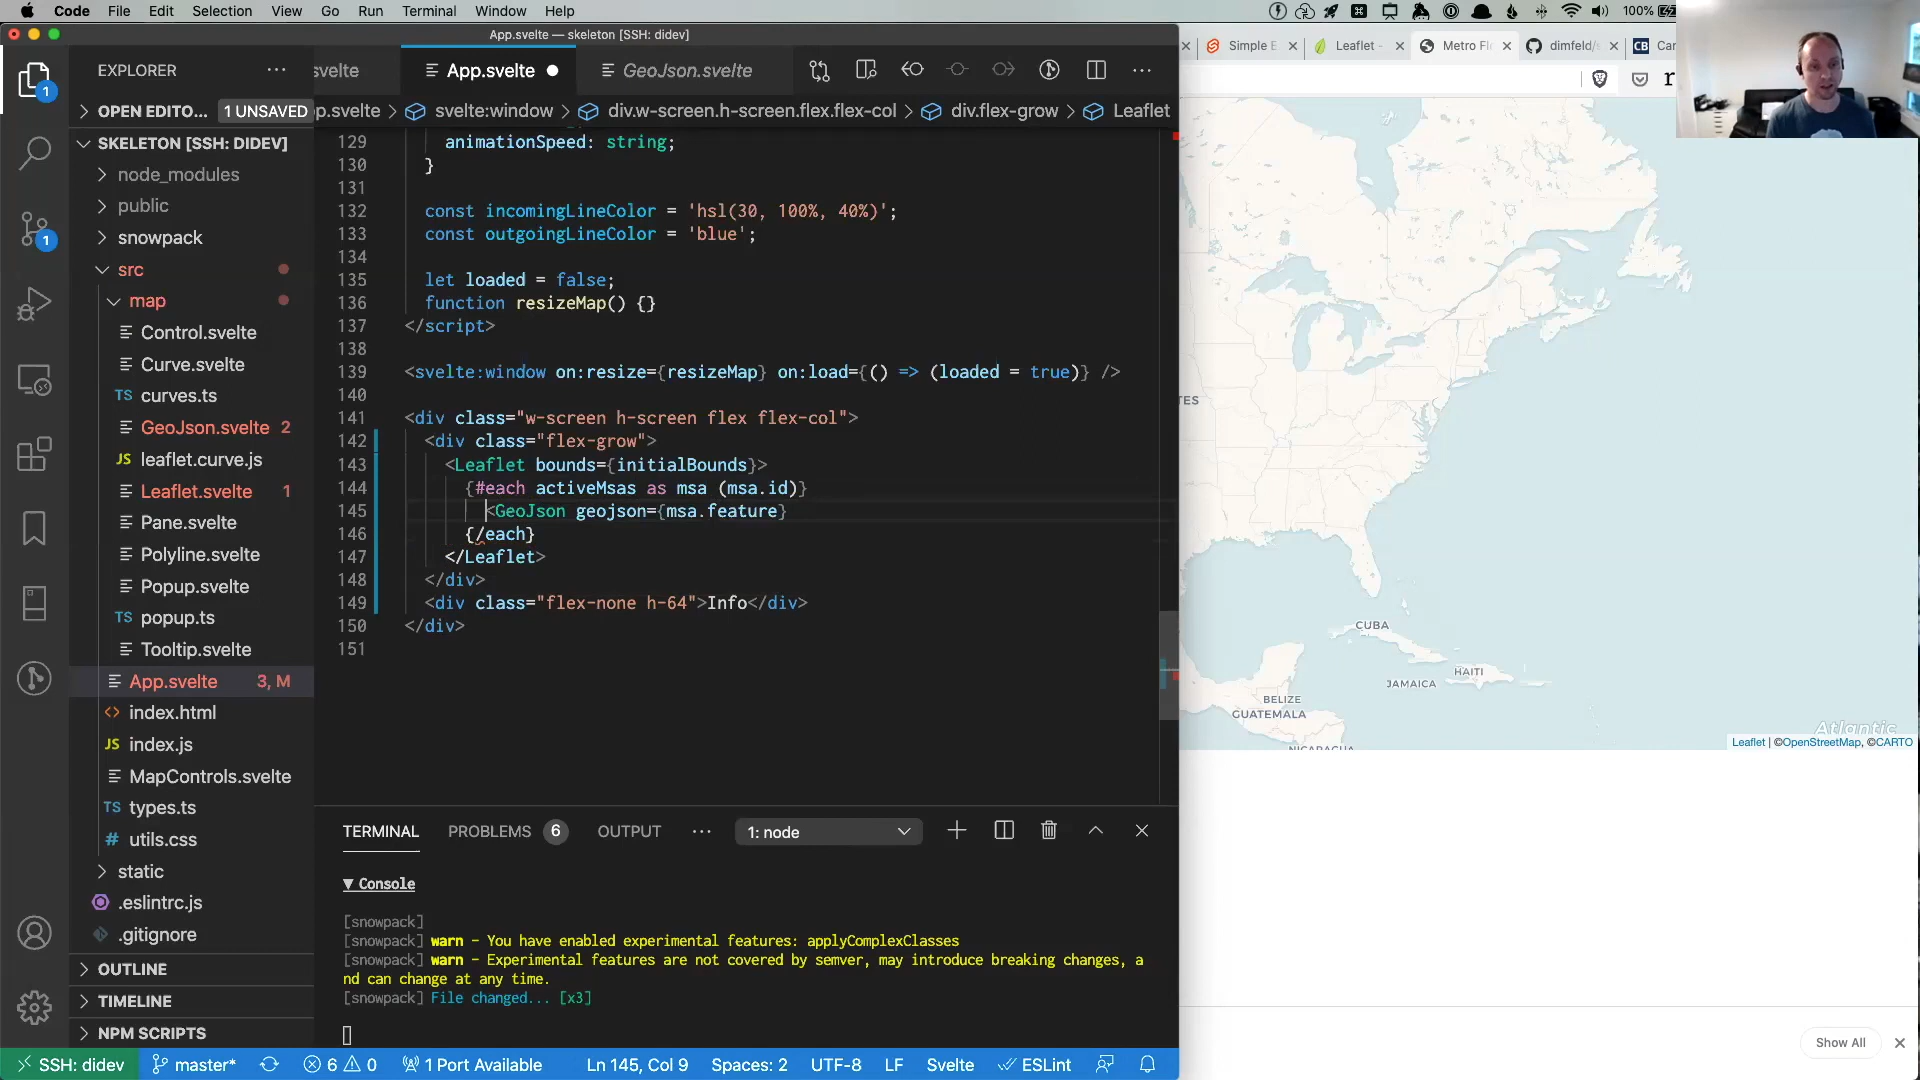 Code File Edit Selection View Go Run Terminal Window Help 100%
App.svelte — skeleton [SSH: didev]
EXPLORER
svelte
App.svelte
GeoJson.svelte
Simple E
Leaflet -
Metro Fl
dimfeld/s
CB Car
OPEN EDITO... 1 UNSAVED
pp.svelte > svelte:window > div.w-screen.h-screen.flex.flex-col > div.flex-grow > Leaflet
SKELETON [SSH: DIDEV]
node_modules
public
snowpack
src
map
Control.svelte
Curve.svelte
TS curves.ts
GeoJson.svelte 2
JS leaflet.curve.js
Leaflet.svelte 1
Pane.svelte
Polyline.svelte
Popup.svelte
TS popup.ts
Tooltip.svelte
App.svelte 3, M
<> index.html
JS index.js
MapControls.svelte
TS types.ts
# utils.css
static
.eslintrc.js
.gitignore
OUTLINE
TIMELINE
NPM SCRIPTS
129 animationSpeed: string;
130 }
131
132 const incomingLineColor = 'hsl(30, 100%, 40%)';
133 const outgoingLineColor = 'blue';
134
135 let loaded = false;
136 function resizeMap() {}
137 </script>
138
139 <svelte:window on:resize={resizeMap} on:load={() => (loaded = true)} />
140
141 <div class="w-screen h-screen flex flex-col">
142 <div class="flex-grow">
143 <Leaflet bounds={initialBounds}>
144 {#each activeMsas as msa (msa.id)}
145 <GeoJson geojson={msa.feature}
146 {/each}
147 </Leaflet>
148 </div>
149 <div class="flex-none h-64">Info</div>
150 </div>
151
TERMINAL PROBLEMS 6 OUTPUT ... 1: node
▼ Console
[snowpack]
[snowpack] warn - You have enabled experimental features: applyComplexClasses
[snowpack] warn - Experimental features are not covered by semver, may introduce breaking changes, a
nd can change at any time.
[snowpack] File changed... [x3]
SSH: didev master* 6 0 1 Port Available Ln 145, Col 9 Spaces: 2 UTF-8 LF Svelte ESLint
TES
CUBA
HAITI
JAMAICA
BELIZE
GUATEMALA
NICARAGUA
Atlantic
Leaflet | ©OpenStreetMap, ©CARTO
Show All